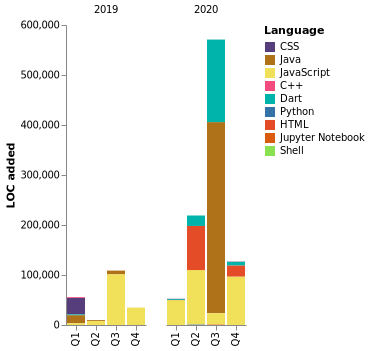 2019 2020
Language
CSS
Java
JavaScript
C++
Dart
Python
HTML
Jupyter Notebook
Shell
LOC added
600,000
500,000
400,000
300,000
200,000
100,000
0
Q1 Q2 Q3 Q4 Q1 Q2 Q3 Q4